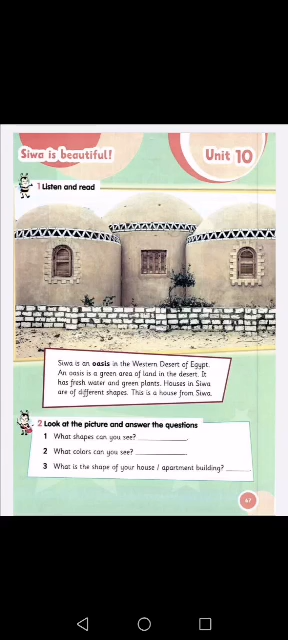 Siwa is beautiful!
Unit 10
1 Listen and read
Siwa is an oasis in the Western Desert of Egypt.
An oasis is a green area of land in the desert. It
has fresh water and green plants. Houses in Siwa
are of different shapes. This is a house from Siwa.
2 Look at the picture and answer the questions
1 What shapes can you see? ____________.
2 What colors can you see? ____________
3 What is the shape of your house / apartment building? ______
47